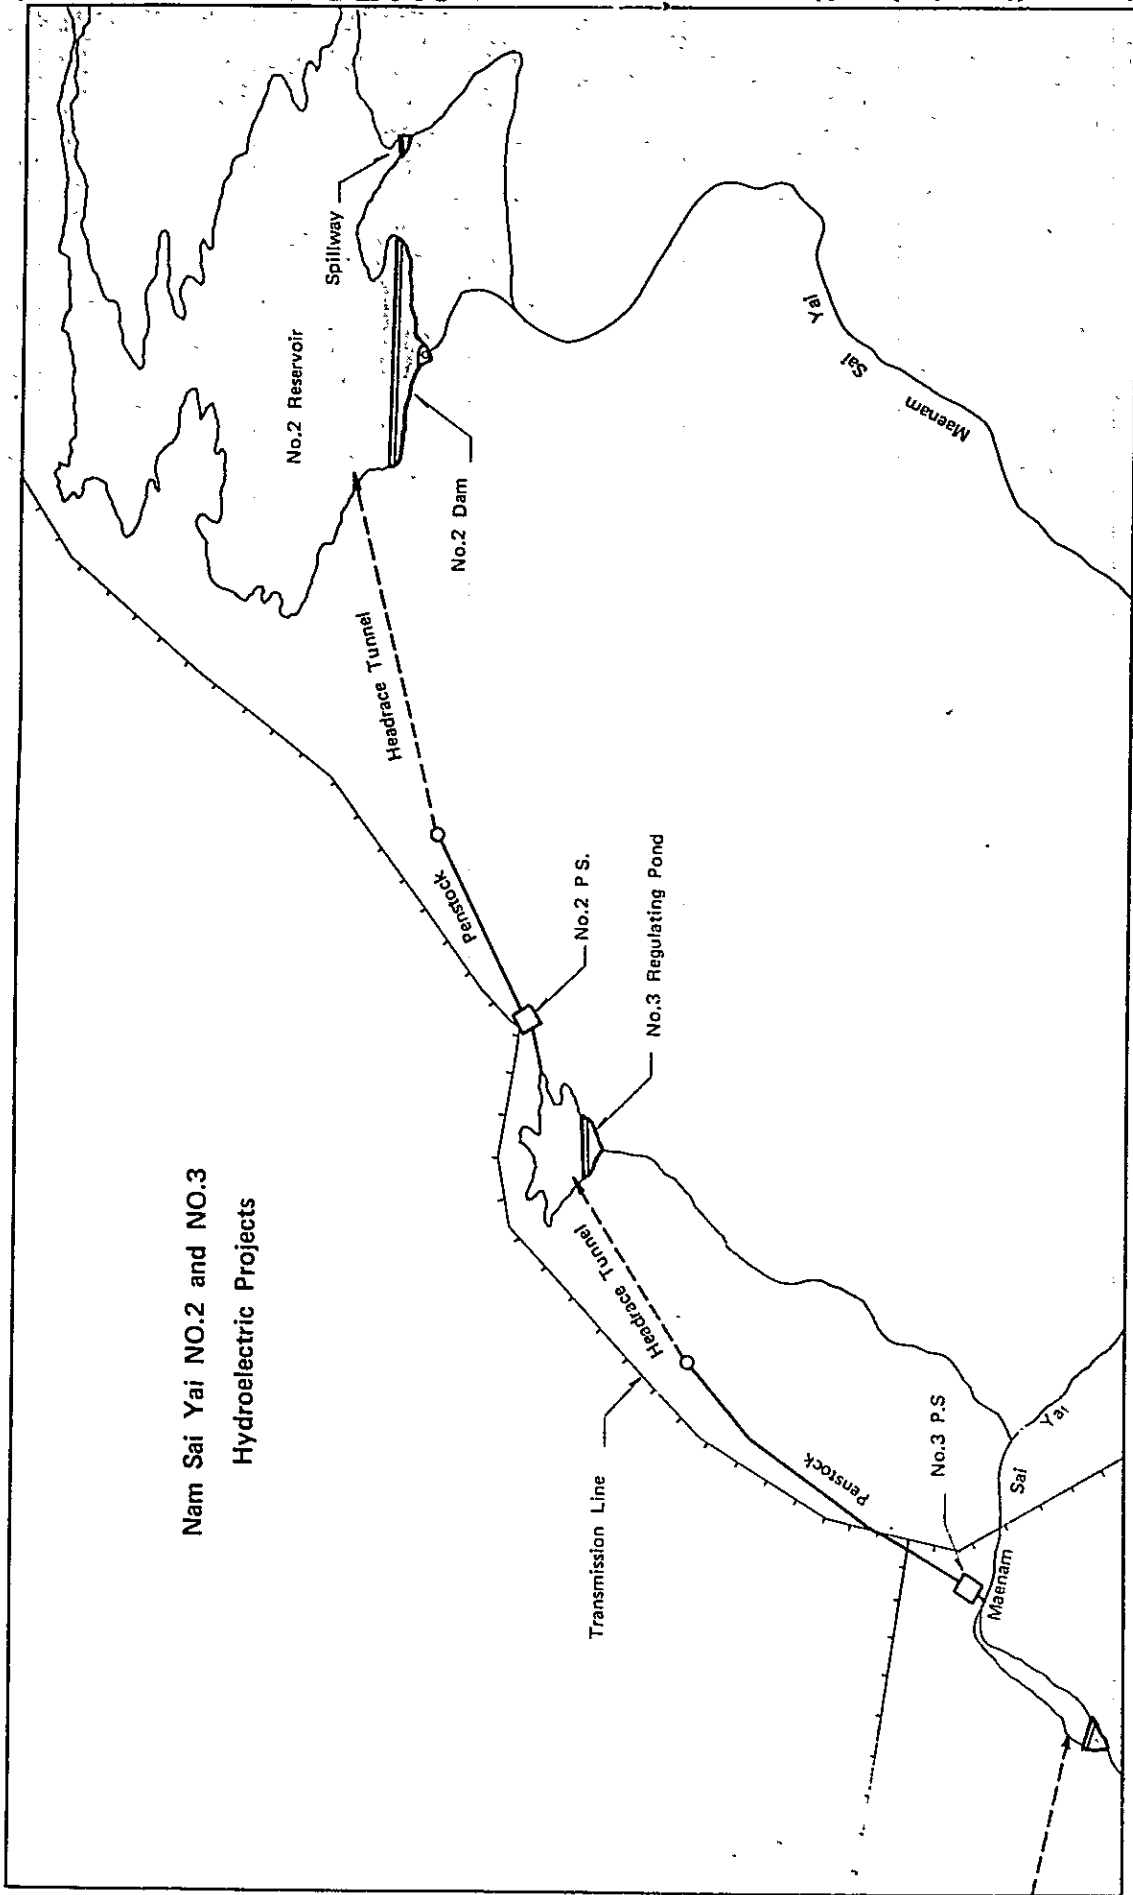 Nam Sai Yai NO.2 and NO.3
Hydroelectric Projects
No.2 Reservoir
Spillway
No.2 Dam
Headrace Tunnel
Penstock
No.2 P S.
No.3 Regulating Pond
Headrace Tunnel
Transmission Line
Penstock
No.3 P.S
Maenam Sai Yai
Maenam Sai Yai